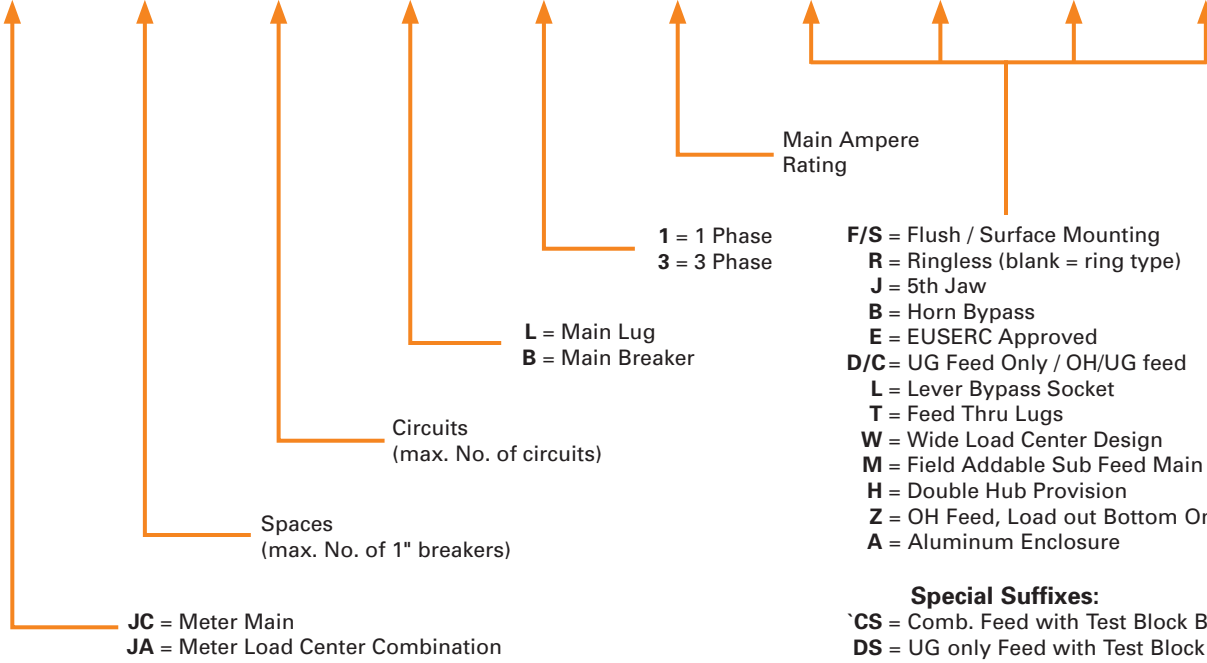 Main Ampere
Rating
1 = 1 Phase
3 = 3 Phase
L = Main Lug
B = Main Breaker
Circuits
(max. No. of circuits)
Spaces
(max. No. of 1" breakers)
JC = Meter Main
JA = Meter Load Center Combination
F/S = Flush / Surface Mounting
R = Ringless (blank = ring type)
J = 5th Jaw
B = Horn Bypass
E = EUSERC Approved
D/C= UG Feed Only / OH/UG feed
L = Lever Bypass Socket
T = Feed Thru Lugs
W = Wide Load Center Design
M = Field Addable Sub Feed Main
H = Double Hub Provision
Z = OH Feed, Load out Bottom
A = Aluminum Enclosure
Special Suffixes:
`CS = Comb. Feed with Test Block
DS = UG only Feed with Test Block